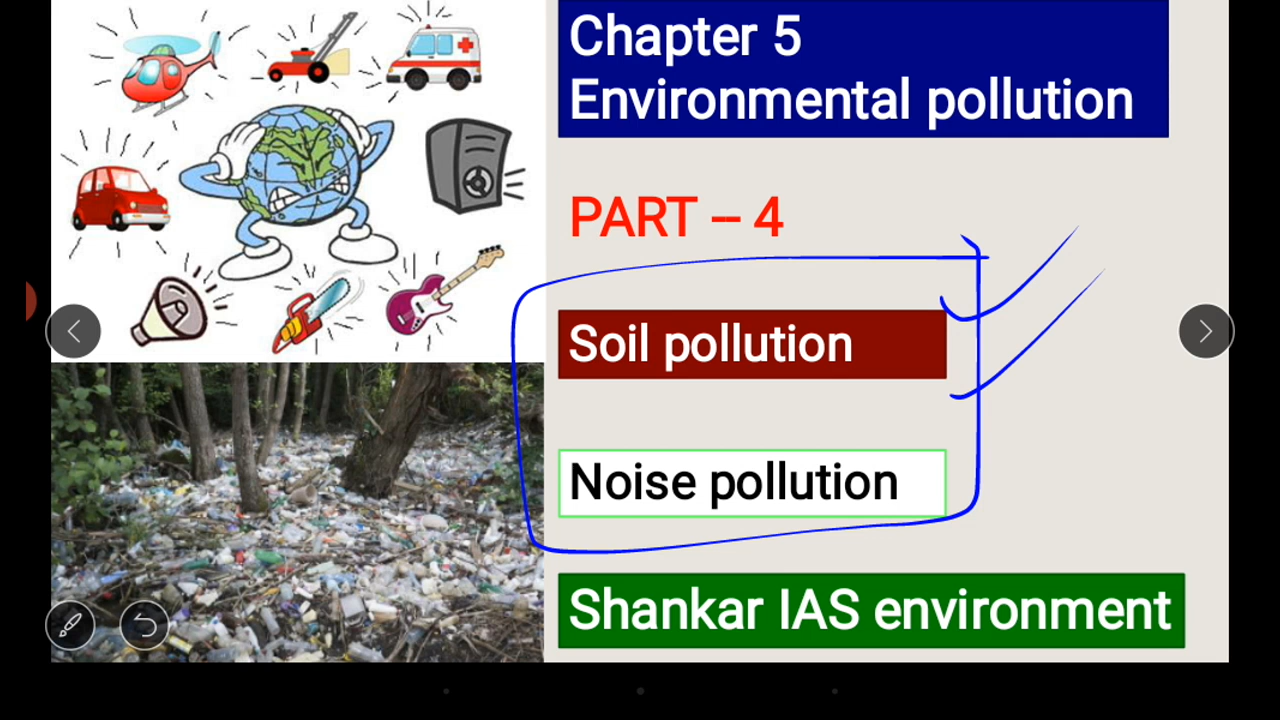 Chapter 5
Environmental pollution
PART – 4
Soil pollution
Noise pollution
Shankar IAS environment